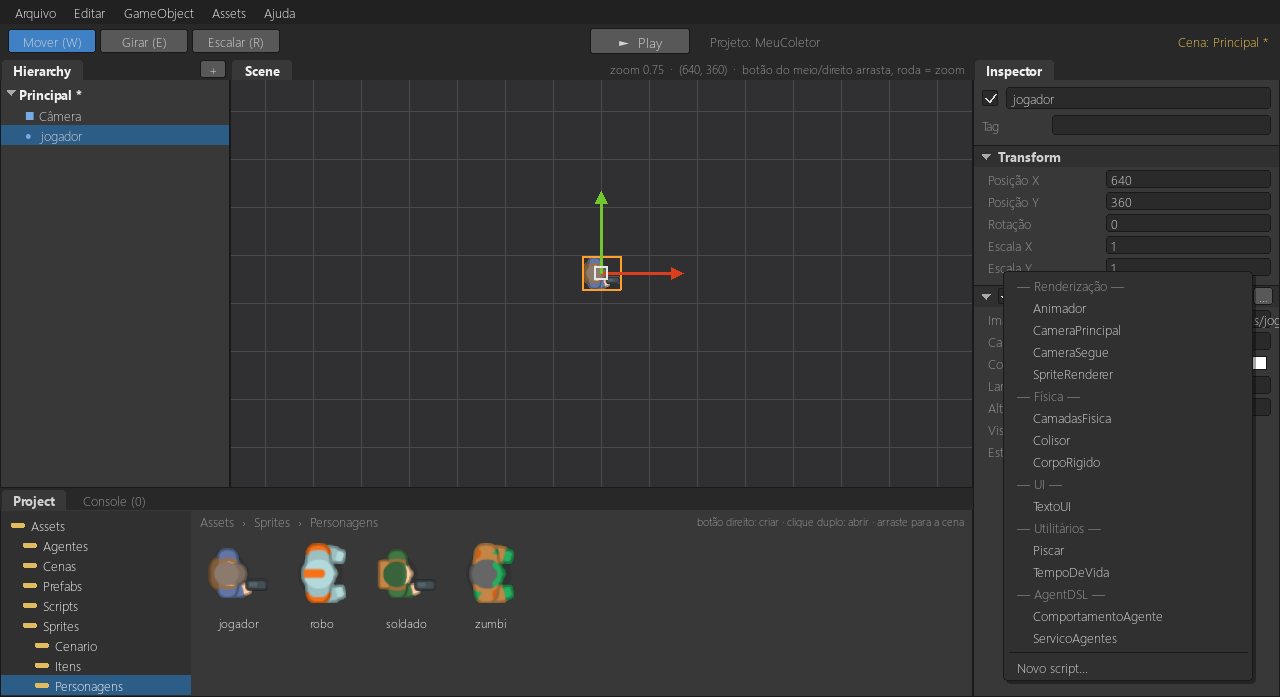 Arquivo Editar GameObject Assets Ajuda
Mover (W) Girar (E) Escalar (R) ► Play Projeto: MeuColetor Cena: Principal *
Hierarchy + Scene zoom 0.75 · (640, 360) · botão do meio/direito arrasta, roda = zoom Inspector
Principal *
Câmera
jogador
jogador
Tag
Transform
Posição X 640
Posição Y 360
Rotação 0
Escala X 1
Escala Y 1
...
s/jog
— Renderização —
Animador
CameraPrincipal
CameraSegue
SpriteRenderer
— Física —
CamadasFisica
Colisor
CorpoRigido
— UI —
TextoUI
— Utilitários —
Piscar
TempoDeVida
— AgentDSL —
ComportamentoAgente
ServicoAgentes
Novo script...
Project Console (0)
Assets
Agentes
Cenas
Prefabs
Scripts
Sprites
Cenario
Itens
Personagens
Assets › Sprites › Personagens botão direito: criar · clique duplo: abrir · arraste para a cena
jogador robo soldado zumbi